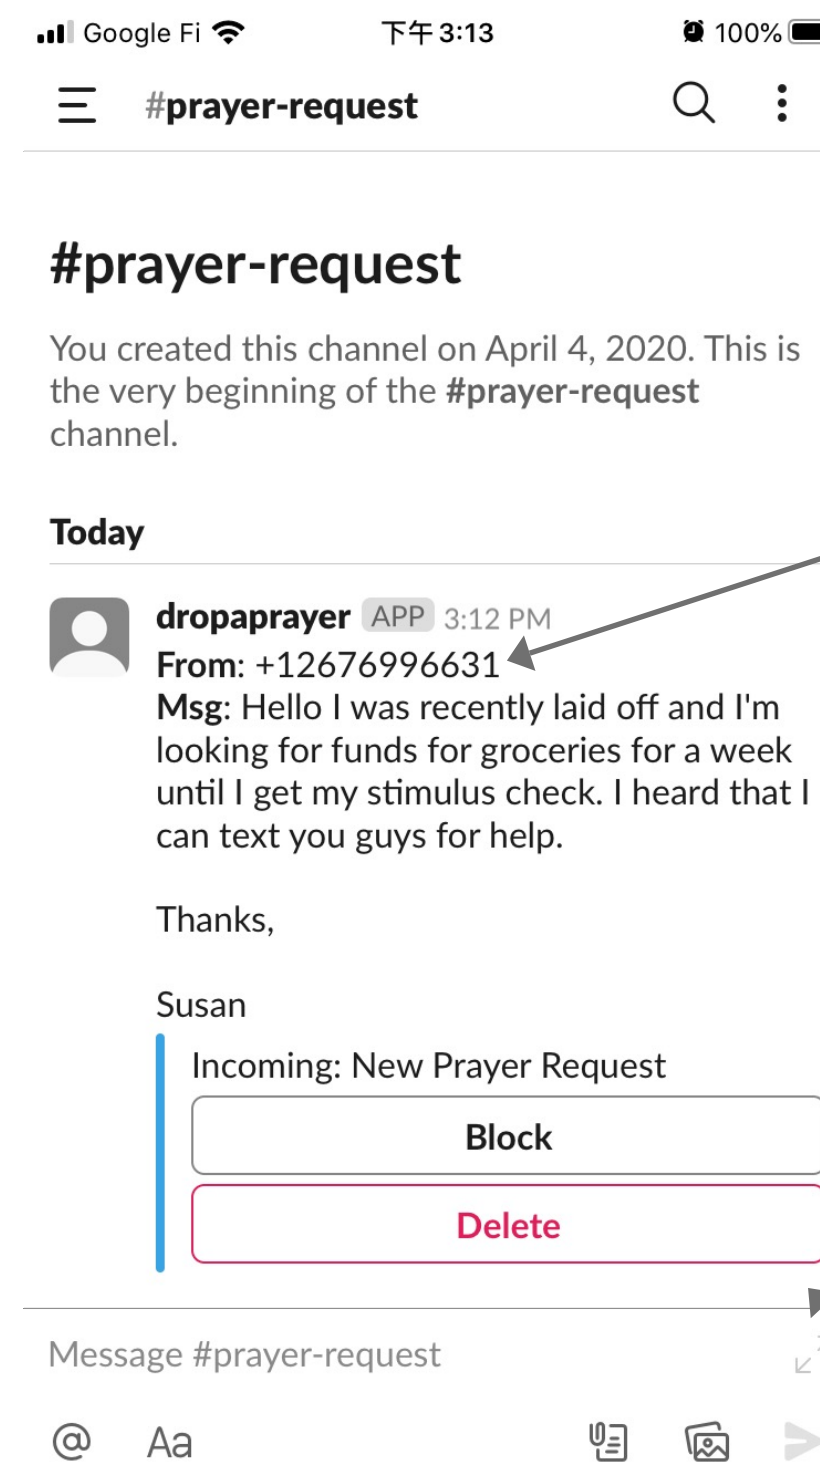 Google Fi 下午3:13 100%
#prayer-request
#prayer-request
You created this channel on April 4, 2020. This is
the very beginning of the #prayer-request
channel.
Today
dropaprayer APP 3:12 PM
From: +12676996631
Msg: Hello I was recently laid off and I'm
looking for funds for groceries for a week
until I get my stimulus check. I heard that I
can text you guys for help.
Thanks,
Susan
Incoming: New Prayer Request
Block
Delete
Message #prayer-request
@ Aa